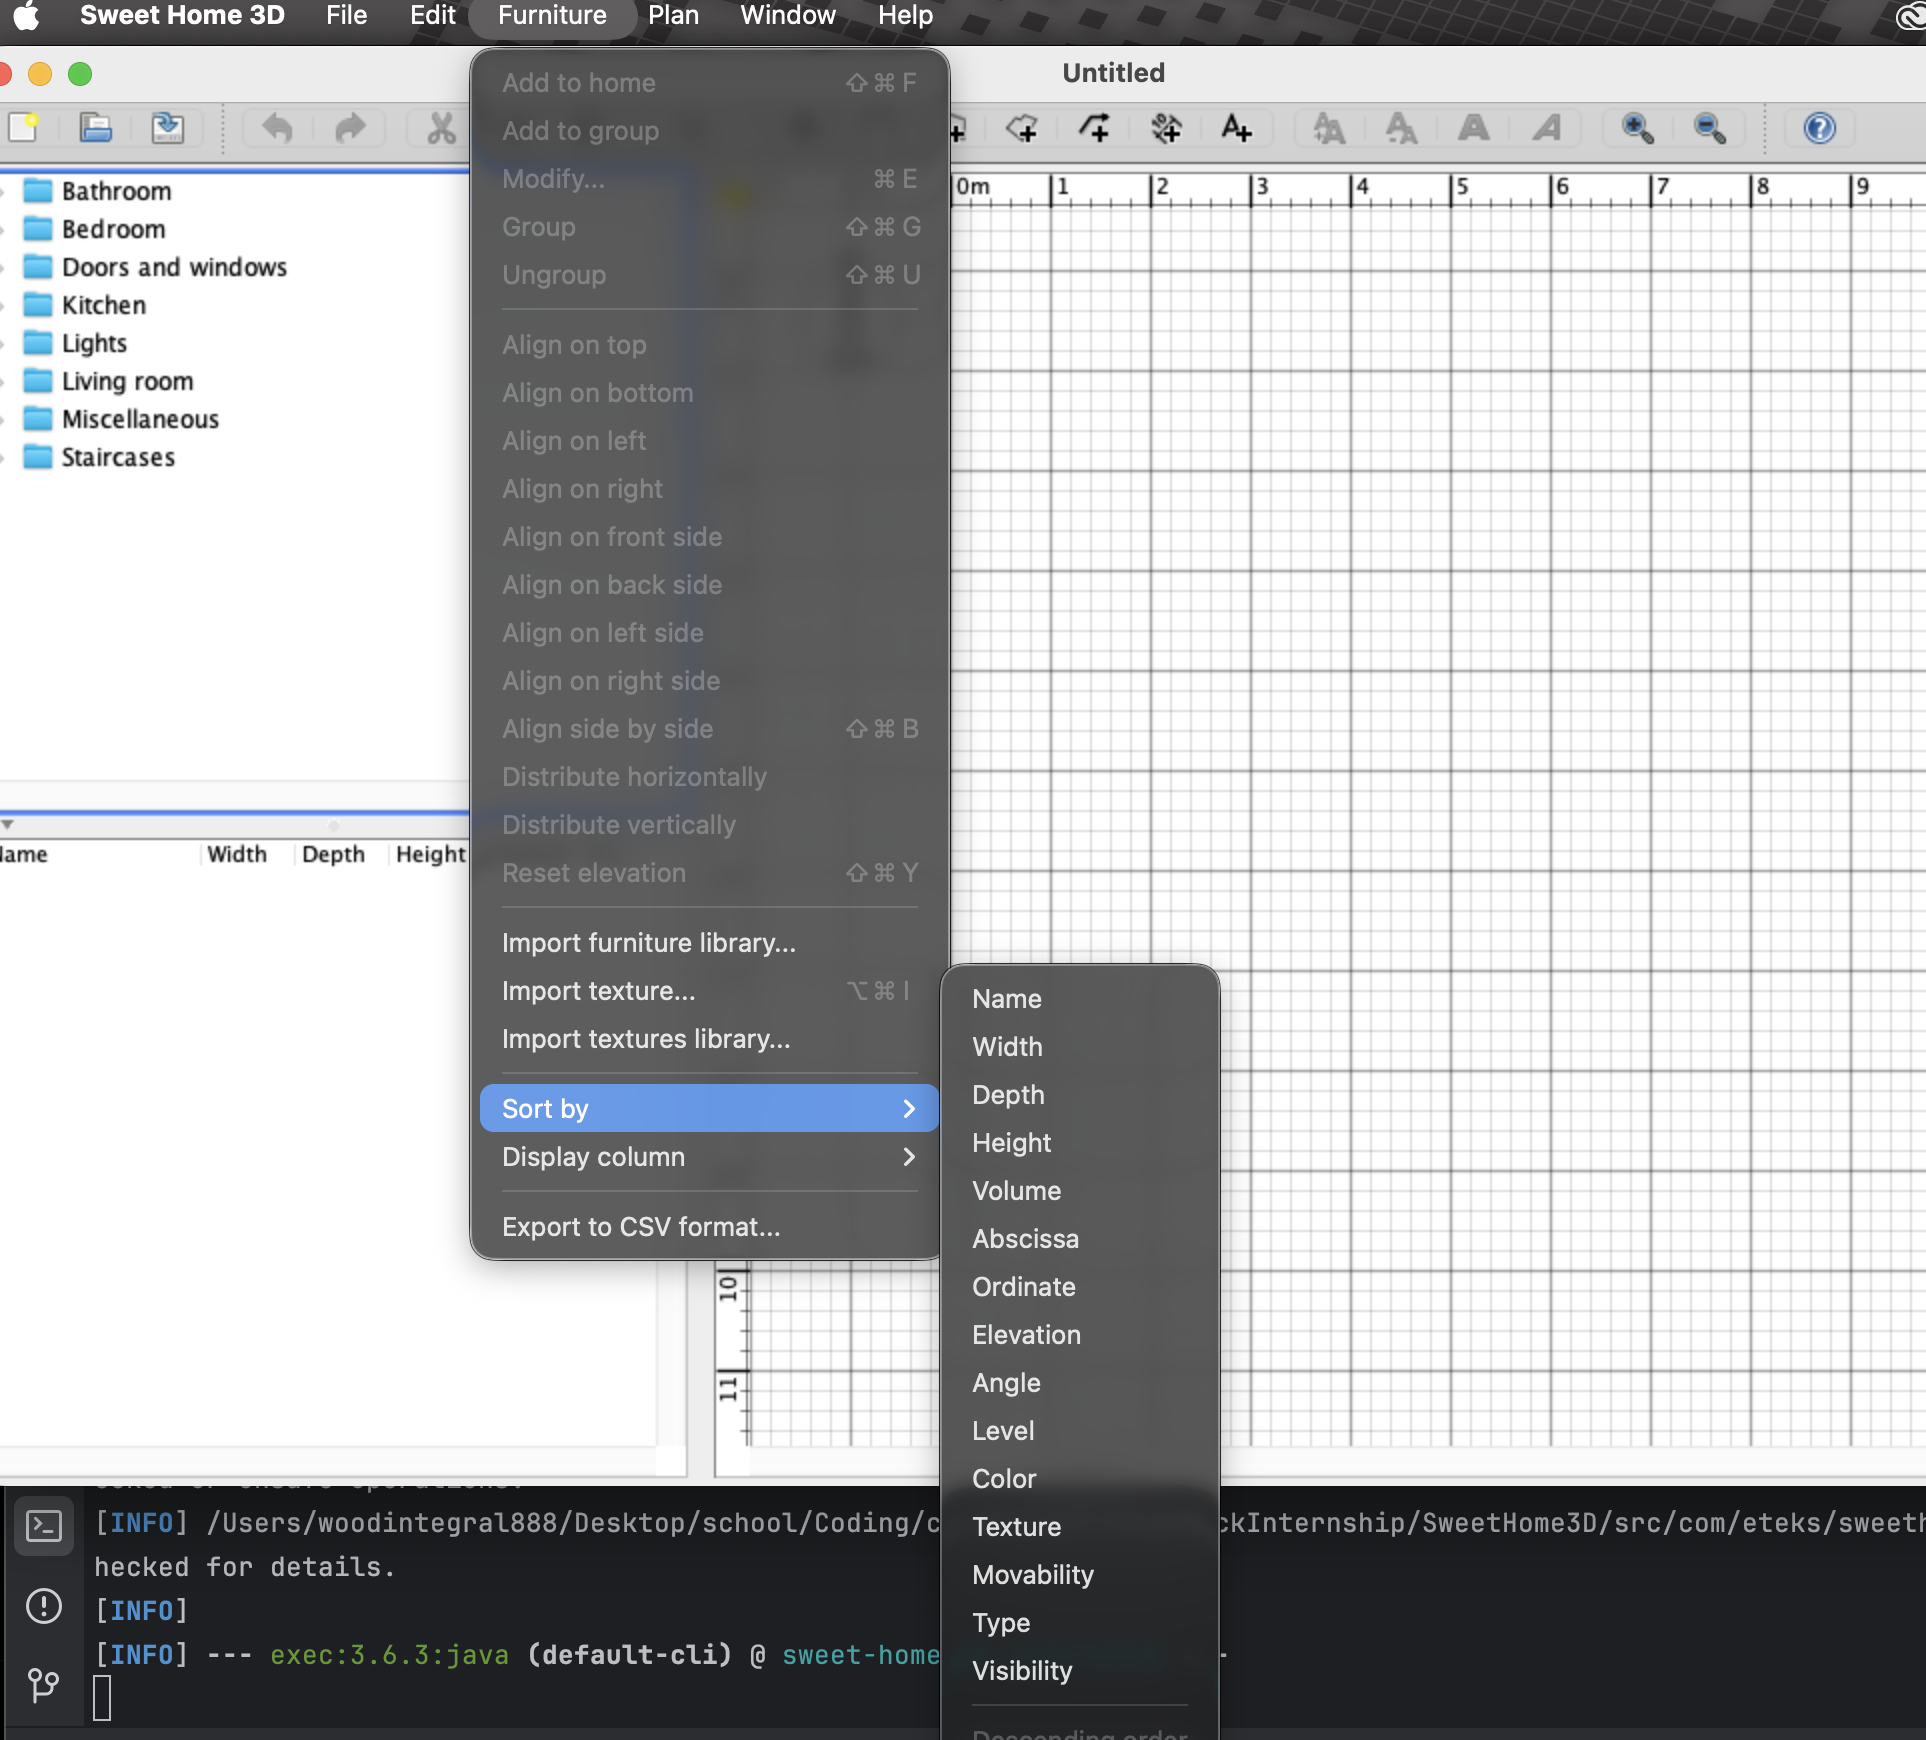 Sweet Home 3D File Edit Furniture Plan Window Help
Untitled
Add to home ⇧⌘F
Add to group
Modify... ⌘E
Group ⇧⌘G
Ungroup ⇧⌘U
Align on top
Align on bottom
Align on left
Align on right
Align on front side
Align on back side
Align on left side
Align on right side
Align side by side ⇧⌘B
Distribute horizontally
Distribute vertically
Reset elevation ⇧⌘Y
Import furniture library...
Import texture... ⌥⌘I
Import textures library...
Sort by
Display column
Export to CSV format...
Name
Width
Depth
Height
Volume
Abscissa
Ordinate
Elevation
Angle
Level
Color
Texture
Movability
Type
Visibility
Descending order
Bathroom
Bedroom
Doors and windows
Kitchen
Lights
Living room
Miscellaneous
Staircases
Width Depth Height
0m 1 2 3 4 5 6 7 8 9
10
11
[INFO] /Users/woodintegral888/Desktop/school/Coding/c ckInternship/SweetHome3D/src/com/eteks/sweeth
hecked for details.
[INFO]
[INFO] --- exec:3.6.3:java (default-cli) @ sweet-home -